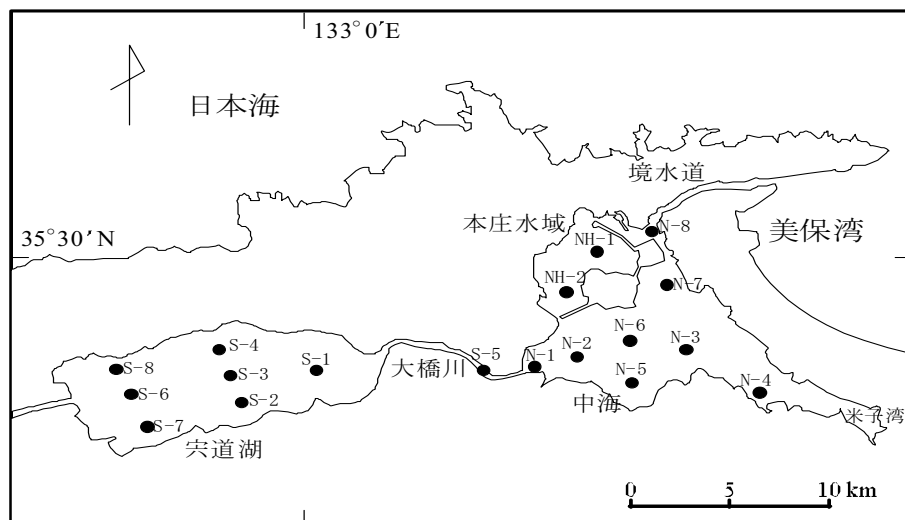 133°0′E
日本海
境水道
本庄水域
N-8
35°30′N
美保湾
NH-1
N-7
NH-2
N-6
S-4
N-3
S-1
S-5
N-1
N-2
S-8
大橋川
S-3
N-5
N-4
S-6
S-2
中海
米子湾
S-7
宍道湖
0 5 10 km